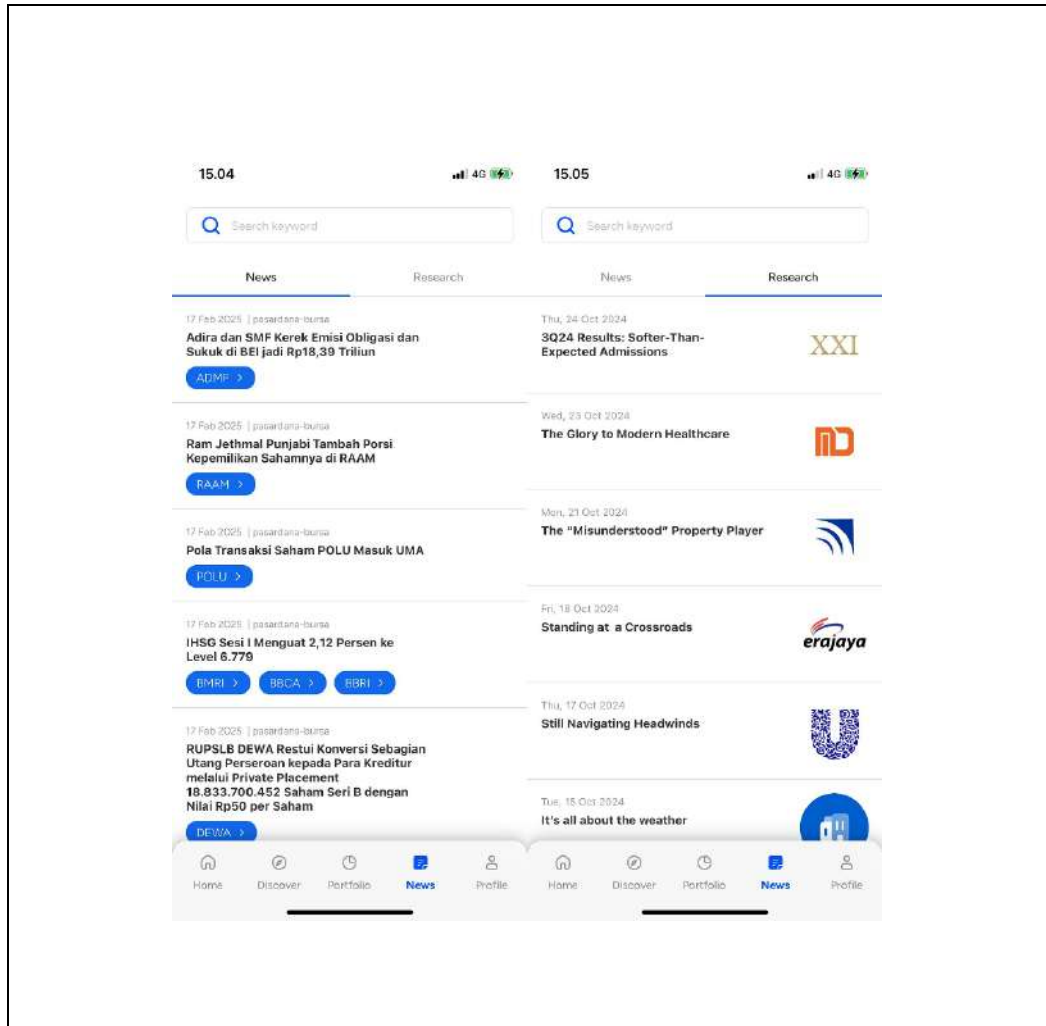 15.04
4G
Search keyword
News
Research
17 Feb 2025 | pasardana-bursa
Adira dan SMF Kerek Emisi Obligasi dan
Sukuk di BEI jadi Rp18,39 Triliun
ADMF >
17 Feb 2025 | pasardana-bursa
Ram Jethmal Punjabi Tambah Porsi
Kepemilikan Sahamnya di RAAM
RAAM >
17 Feb 2025 | pasardana-bursa
Pola Transaksi Saham POLU Masuk UMA
POLU >
17 Feb 2025 | pasardana-bursa
IHSG Sesi I Menguat 2,12 Persen ke
Level 6.779
BMRI > BBCA > BBRI >
17 Feb 2025 | pasardana-bursa
RUPSLB DEWA Restui Konversi Sebagian
Utang Perseroan kepada Para Kreditur
melalui Private Placement
18.833.700.452 Saham Seri B dengan
Nilai Rp50 per Saham
DEWA >
Home Discover Portfolio News Profile
15.05
4G
Search keyword
News
Research
Thu, 24 Oct 2024
3Q24 Results: Softer-Than-
Expected Admissions
XXI
Wed, 23 Oct 2024
The Glory to Modern Healthcare
Mon, 21 Oct 2024
The “Misunderstood” Property Player
Fri, 18 Oct 2024
Standing at a Crossroads
erajaya
Thu, 17 Oct 2024
Still Navigating Headwinds
Tue, 15 Oct 2024
It's all about the weather
Home Discover Portfolio News Profile